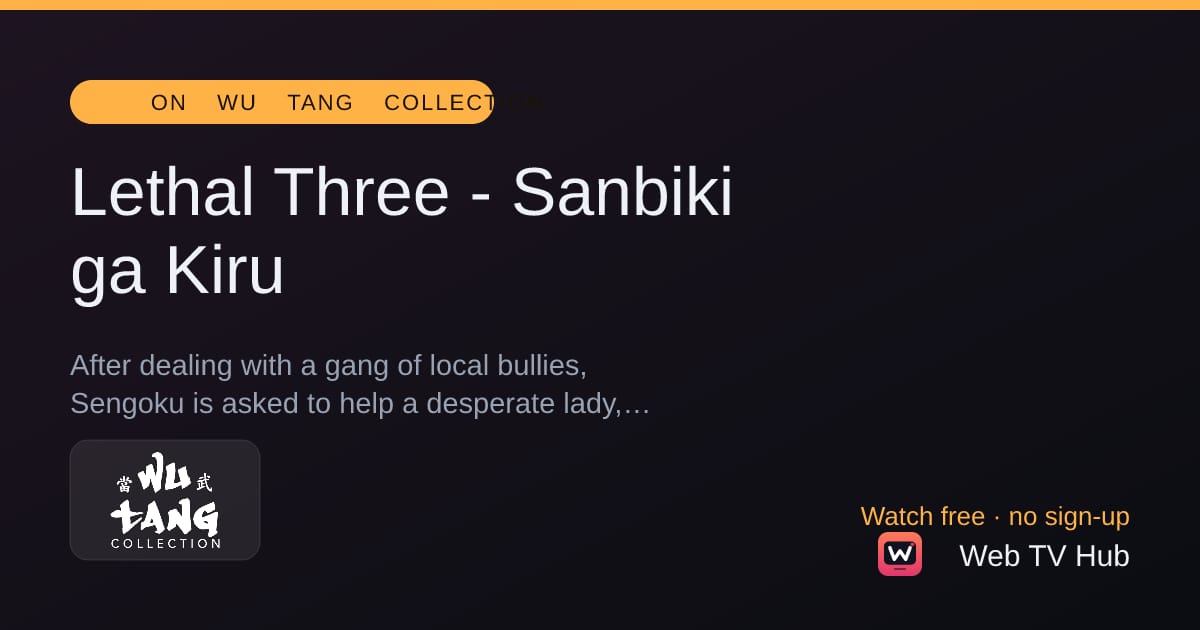 ON WU TANG COLLECTION
Lethal Three - Sanbiki
ga Kiru
After dealing with a gang of local bullies,
Sengoku is asked to help a desperate lady,…
當 WU 武
TANG
COLLECTION
Watch free · no sign-up
W Web TV Hub